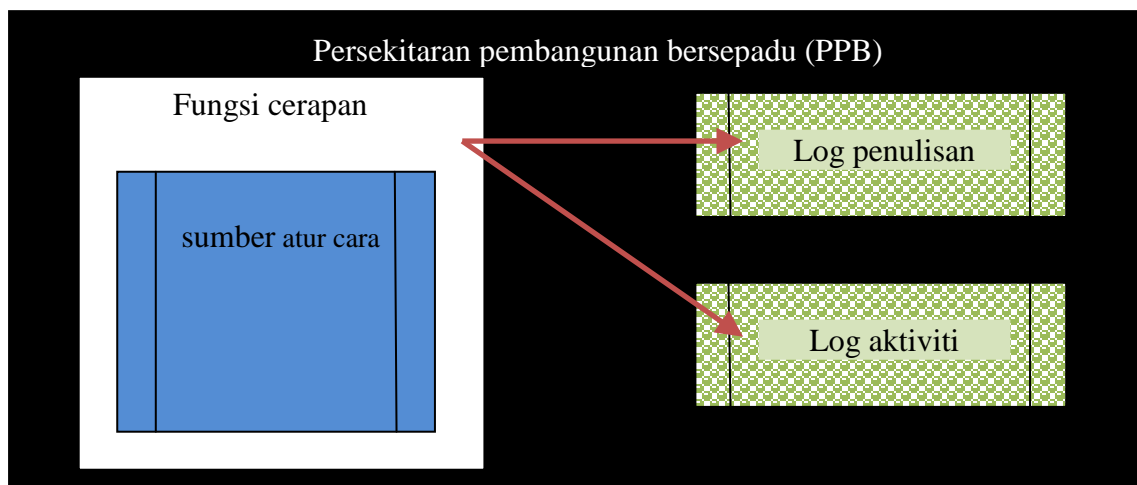 Persekitaran pembangunan bersepadu (PPB)
Fungsi cerapan
sumber atur cara
Log penulisan
Log aktiviti